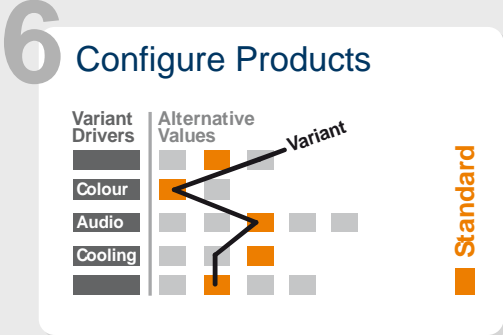 6
Configure Products
Variant
Drivers
Alternative
Values
Variant
Colour
Audio
Cooling
Standard